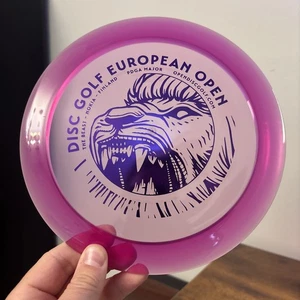 DISC GOLF EUROPEAN OPEN
THE BEAST • NOKIA • FINLAND PDGA MAJOR OPENDISCGOLF.COM